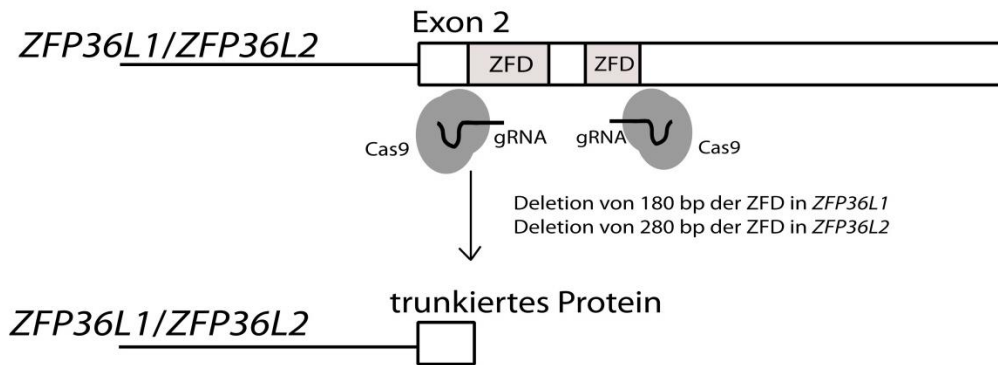 Exon 2
ZFP36L1/ZFP36L2
ZFD
ZFD
Cas9
gRNA
gRNA
Cas9
Deletion von 180 bp der ZFD in ZFP36L1
Deletion von 280 bp der ZFD in ZFP36L2
trunkiertes Protein
ZFP36L1/ZFP36L2